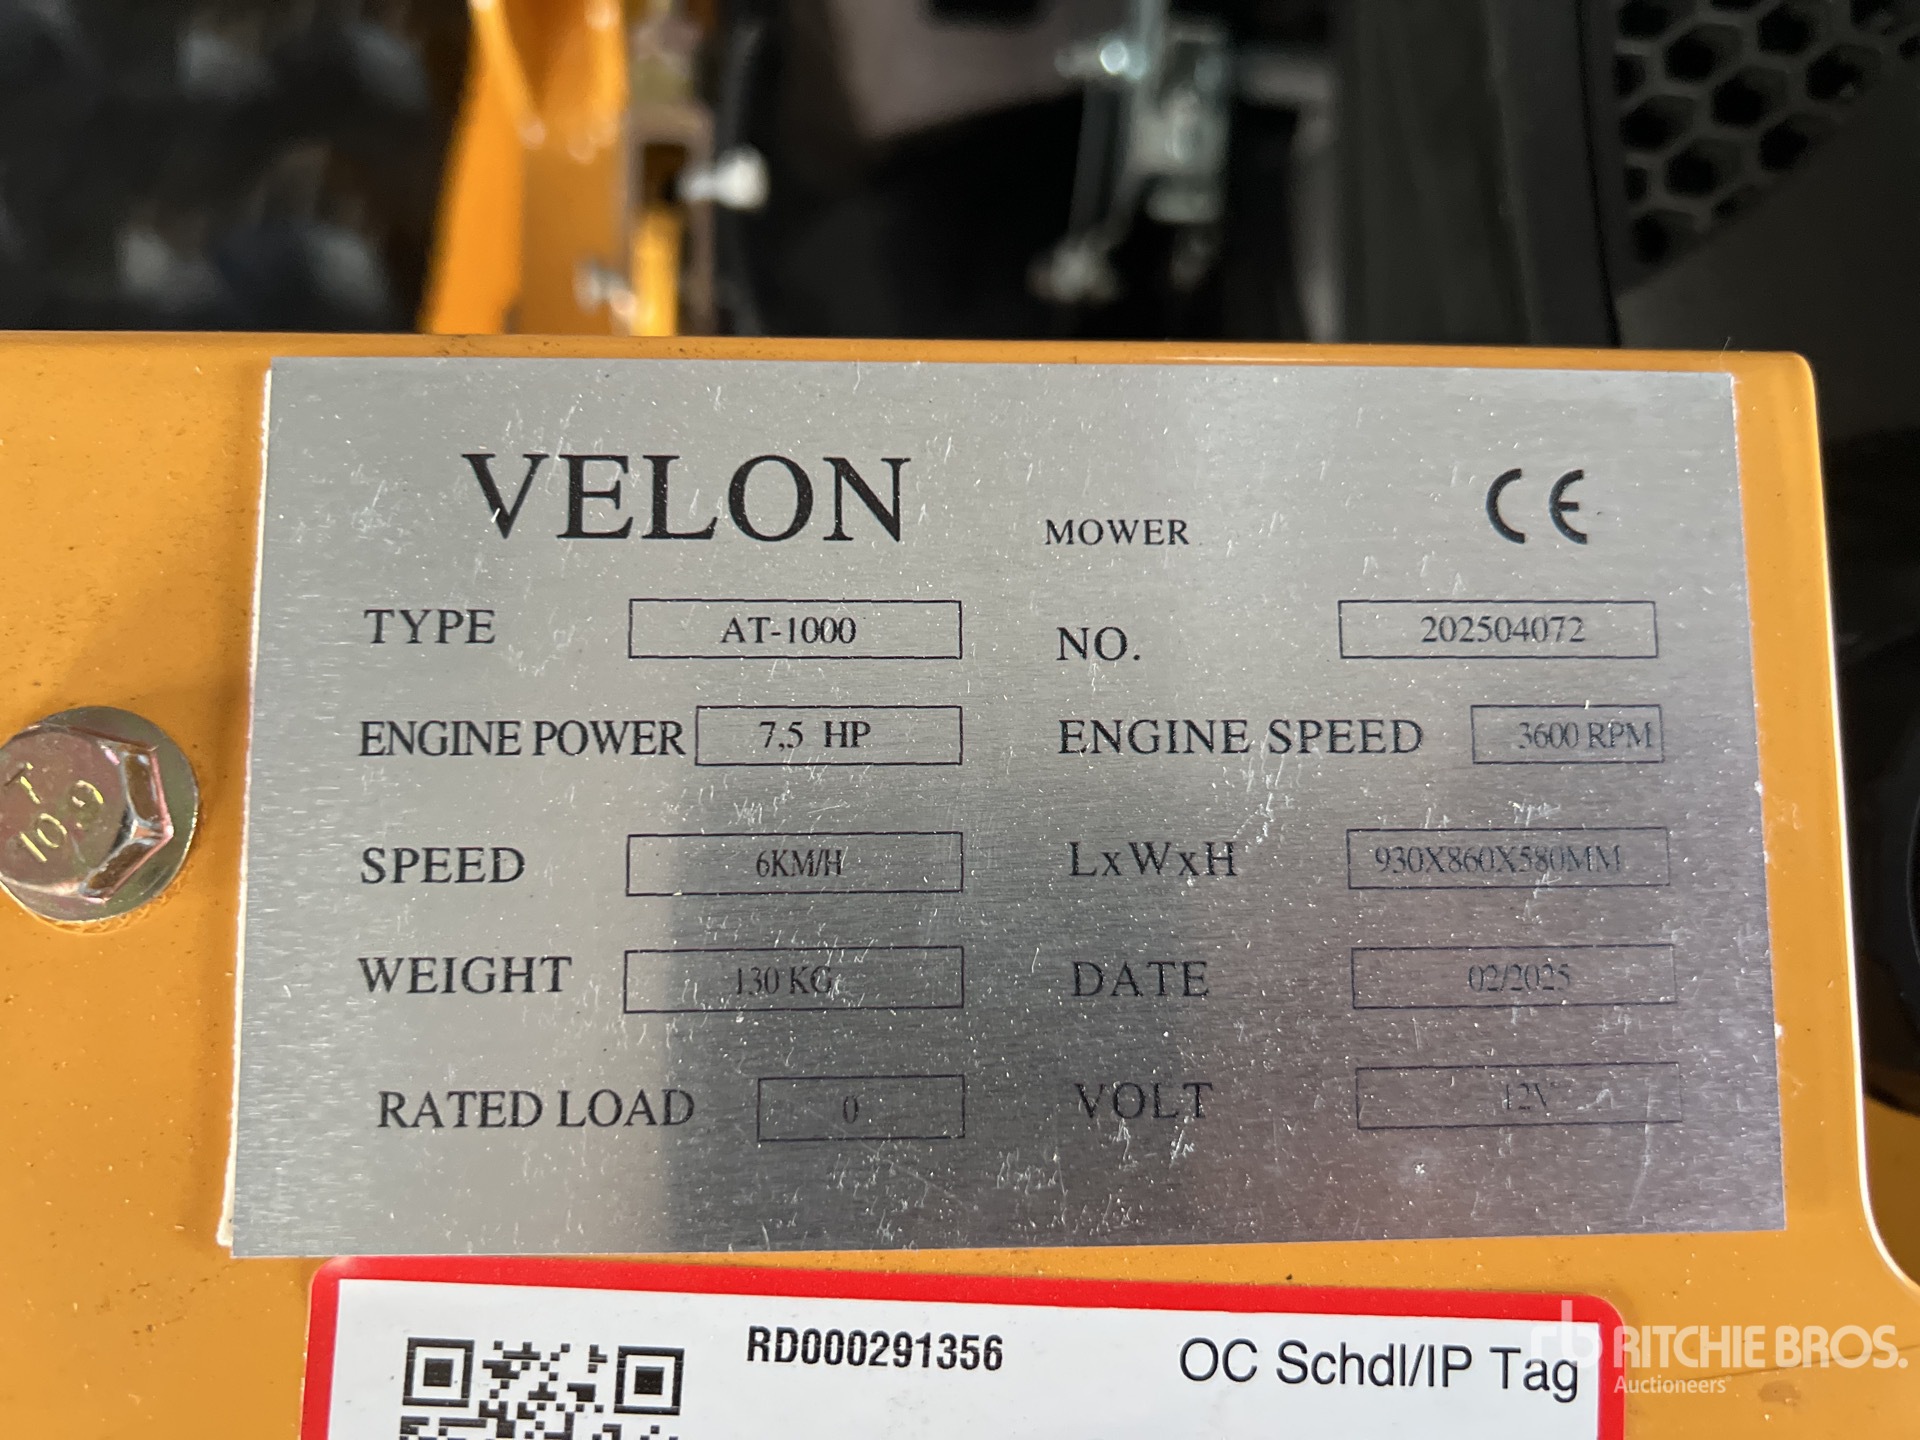 VELON MOWER CE
TYPE AT-1000 NO. 202504072
ENGINE POWER 7,5 HP ENGINE SPEED 3600 RPM
SPEED 6KM/H LxWxH 930X860X580MM
WEIGHT 130 KG DATE 02/2025
RATED LOAD 0 VOLT 12V
T
10.9
RD000291356 OC Schdl/IP Tag
rb RITCHIE BROS.
Auctioneers